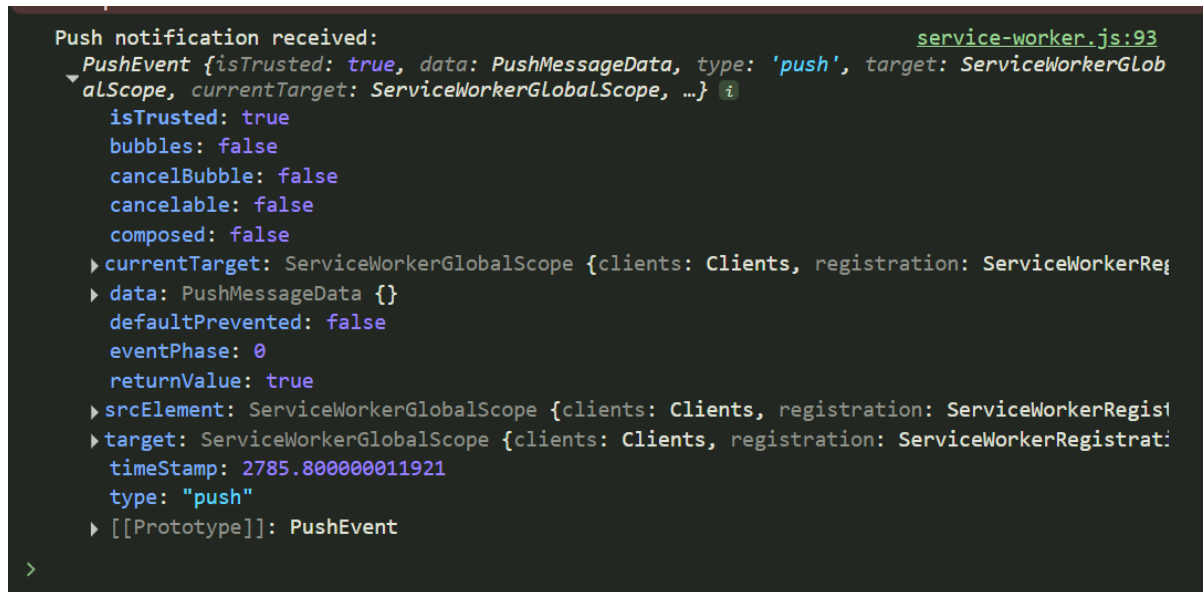 Push notification received: service-worker.js:93
PushEvent {isTrusted: true, data: PushMessageData, type: 'push', target: ServiceWorkerGlob
alScope, currentTarget: ServiceWorkerGlobalScope, …} i
isTrusted: true
bubbles: false
cancelBubble: false
cancelable: false
composed: false
currentTarget: ServiceWorkerGlobalScope {clients: Clients, registration: ServiceWorkerReg
data: PushMessageData {}
defaultPrevented: false
eventPhase: 0
returnValue: true
srcElement: ServiceWorkerGlobalScope {clients: Clients, registration: ServiceWorkerRegist
target: ServiceWorkerGlobalScope {clients: Clients, registration: ServiceWorkerRegistrati
timeStamp: 2785.800000011921
type: "push"
[[Prototype]]: PushEvent
>